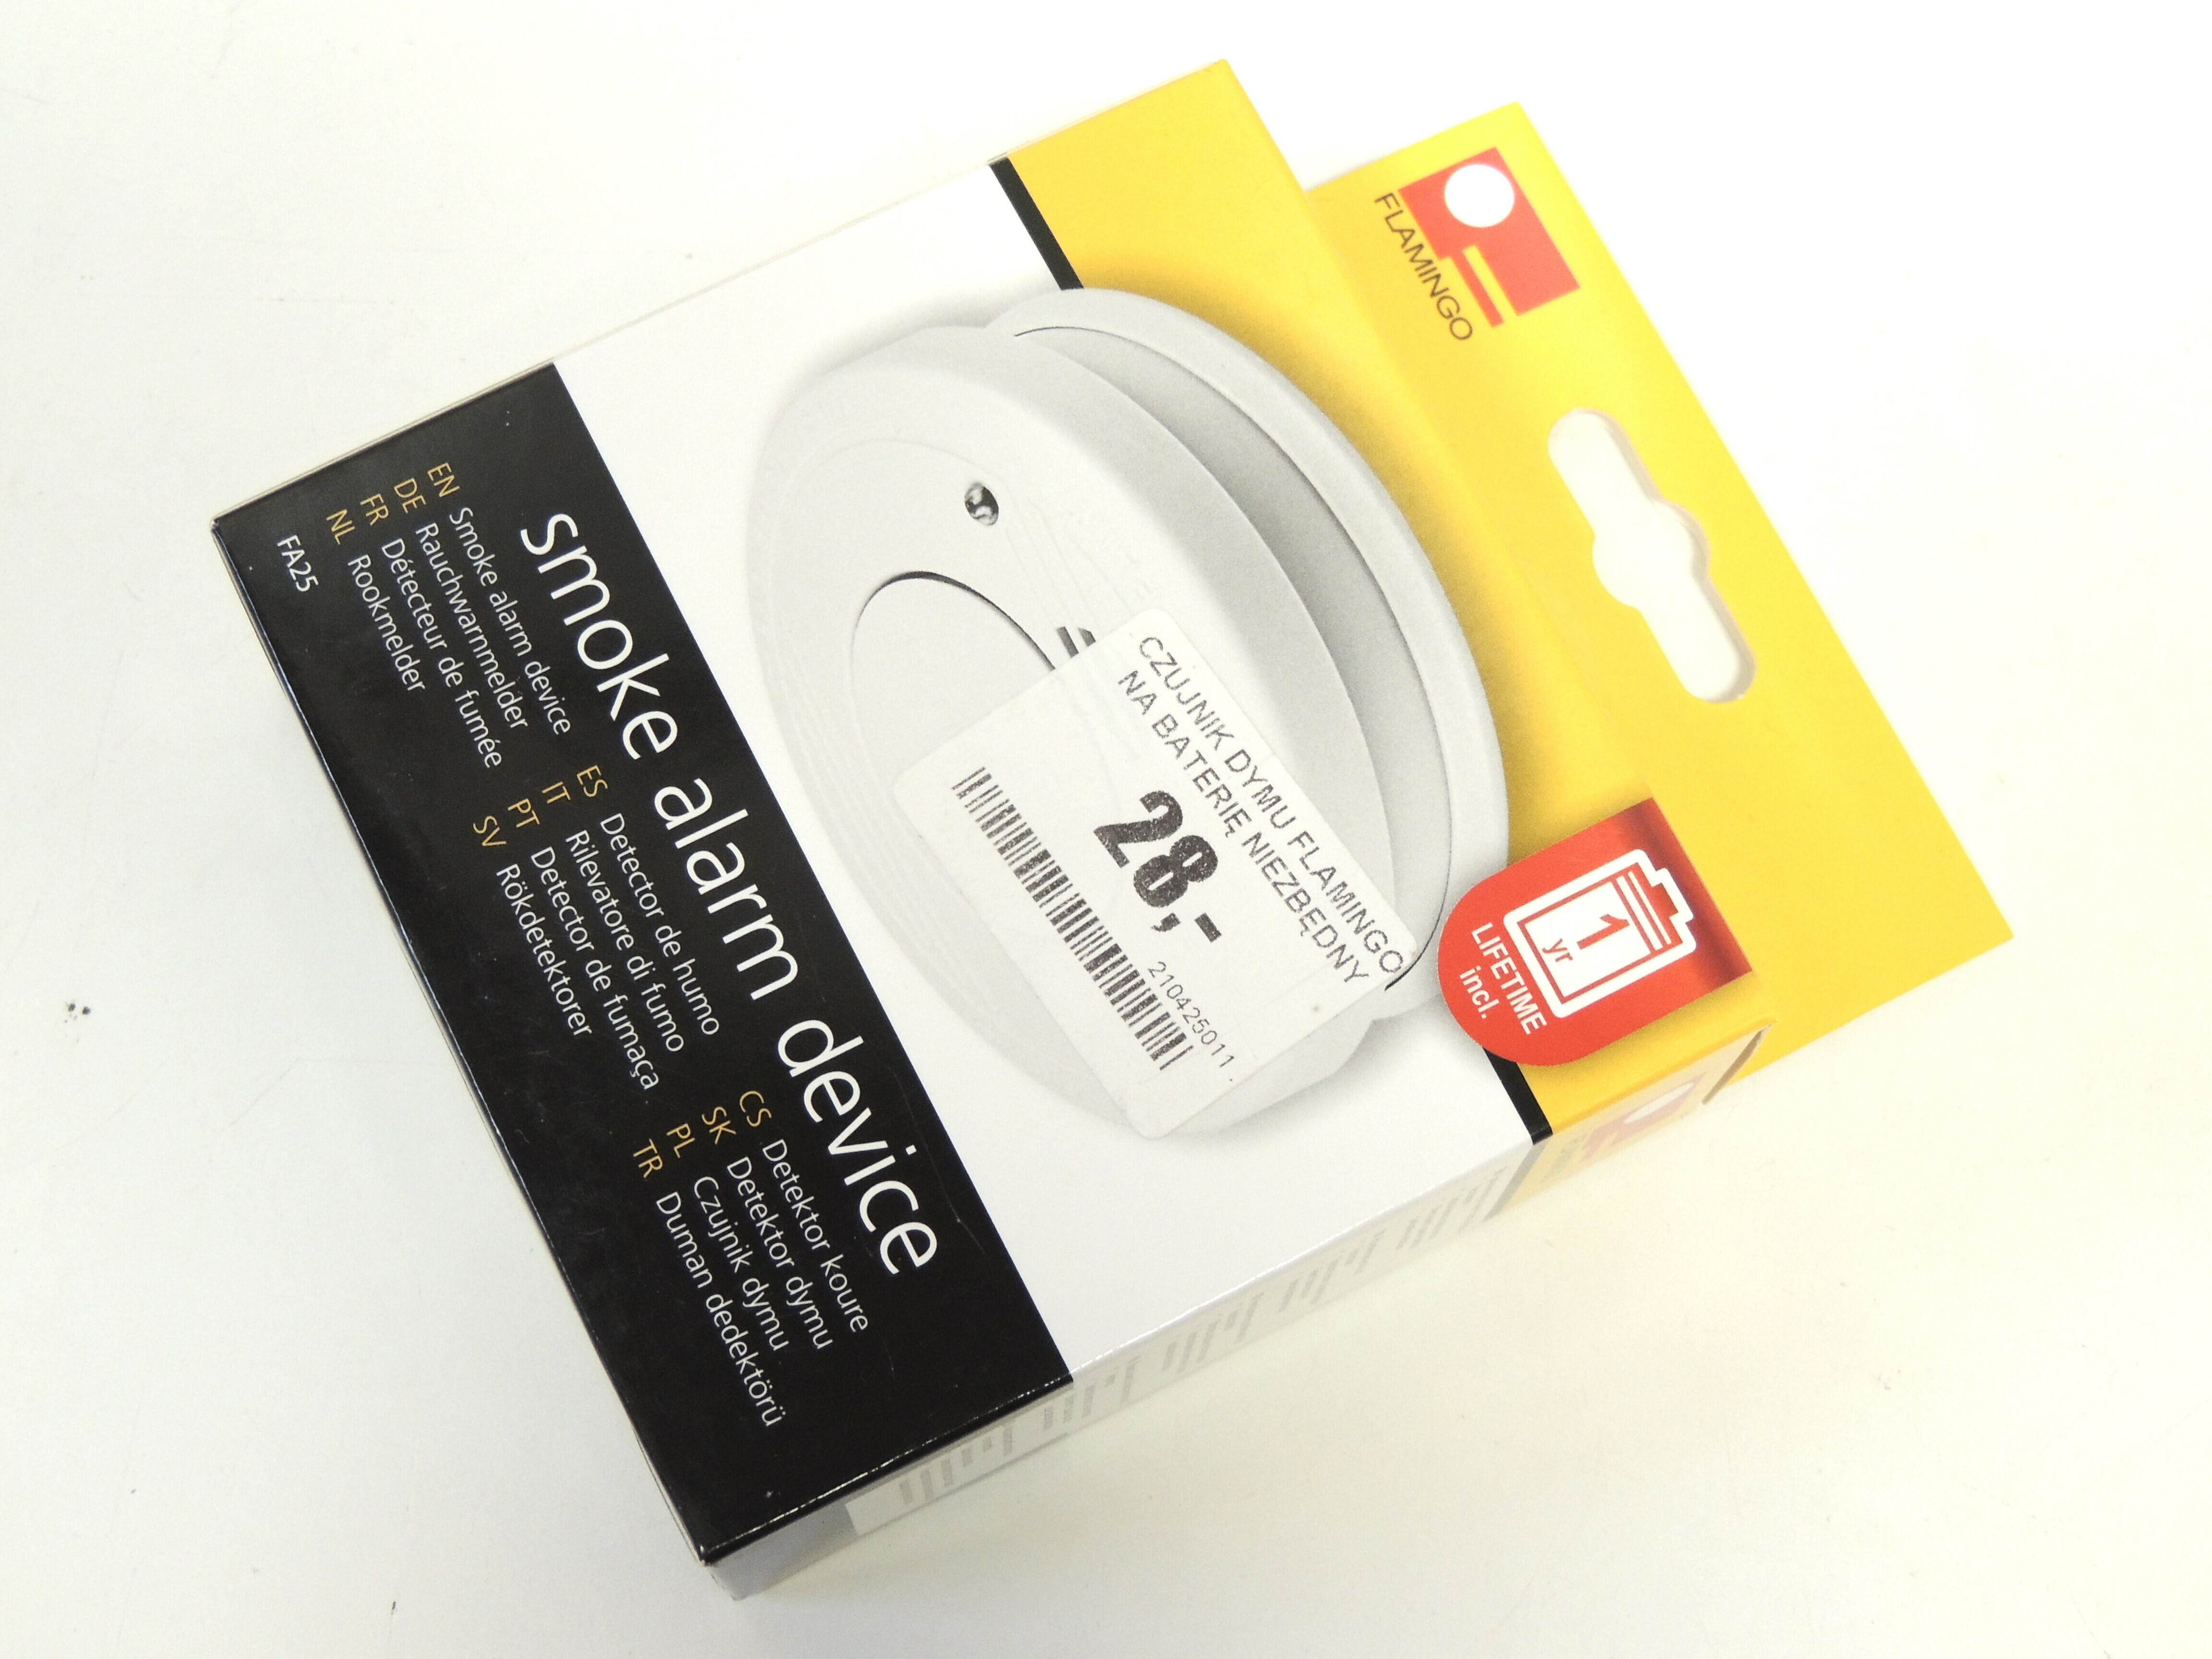 FLAMINGO
1
yr
LIFETIME
incl.
CZUJNIK DYMU FLAMINGO
NA BATERIĘ NIEZBĘDNY
28,-
210425011
smoke alarm device
EN Smoke alarm device
DE Rauchwarnmelder
FR Détecteur de fumée
NL Rookmelder
ES Detector de humo
IT Rilevatore di fumo
PT Detector de fumaça
SV Rökdetektorer
CS Detektor koure
SK Detektor dymu
PL Czujnik dymu
TR Duman dedektörü
FA25